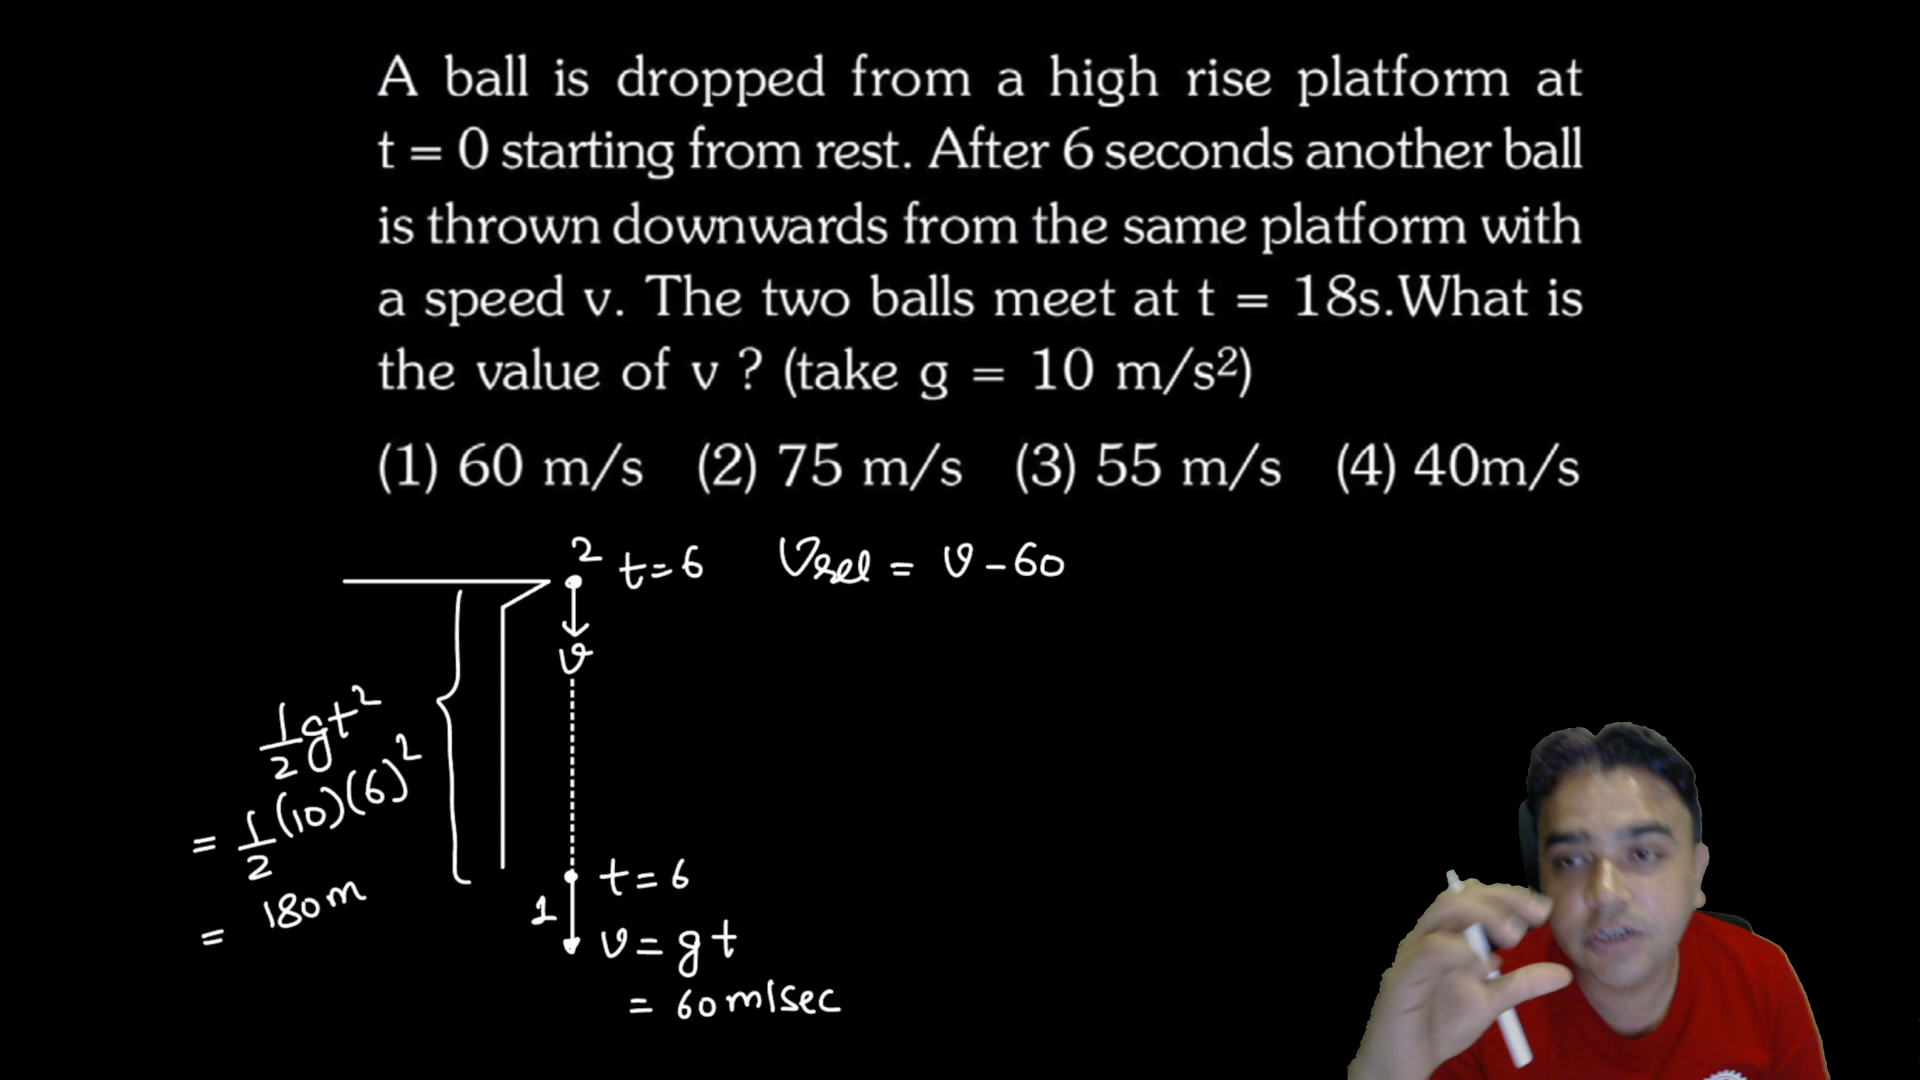 A ball is dropped from a high rise platform at
t = 0 starting from rest. After 6 seconds another ball
is thrown downwards from the same platform with
a speed v. The two balls meet at t = 18s.What is
the value of v ? (take g = 10 m/s²)
(1) 60 m/s (2) 75 m/s (3) 55 m/s (4) 40m/s
2 t=6 Vrel = v - 60
v
1/2 gt²
= 1/2 (10)(6)²
= 180m
t=6
1
v = gt
= 60 m/sec